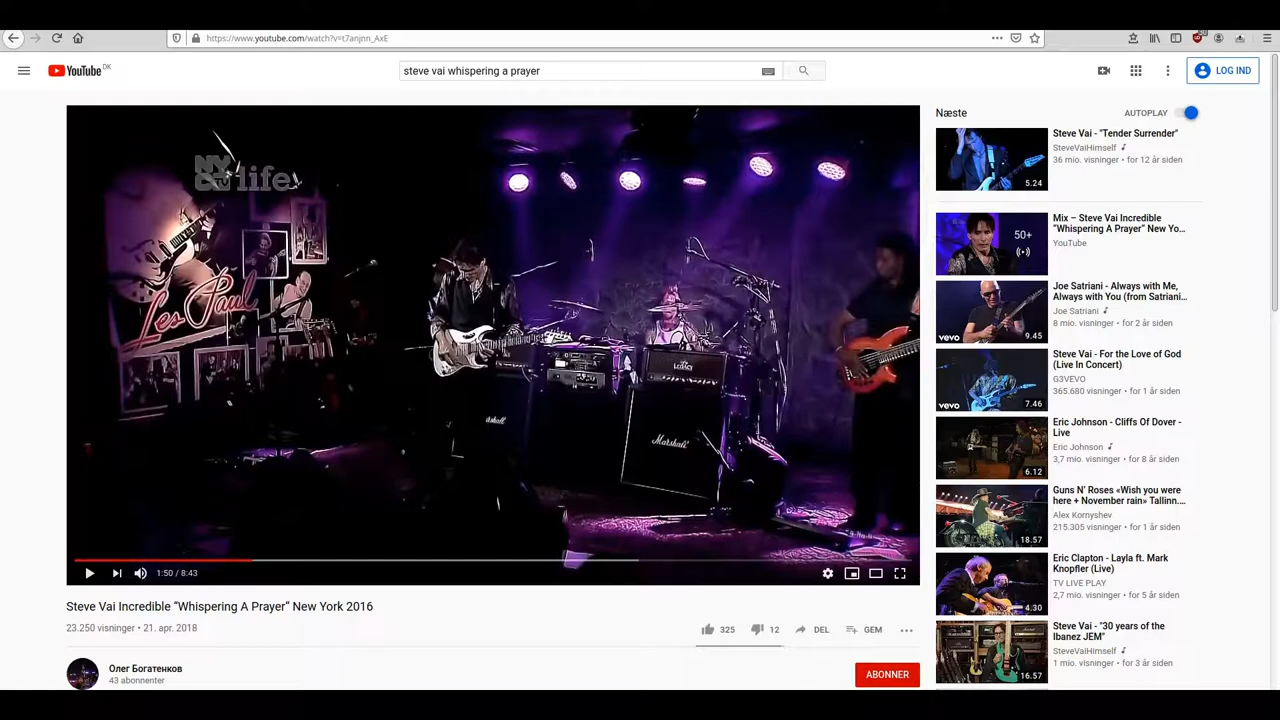 https://www.youtube.com/watch?v=t7anjnn_AxE
YouTube DK
steve vai whispering a prayer
LOG IND
NY
life
Les Paul
LEGACY
Marshall
Marshall
1:50 / 8:43
Steve Vai Incredible “Whispering A Prayer“ New York 2016
23.250 visninger • 21. apr. 2018
325
12
DEL
GEM
Олег Богатенков
43 abonnenter
ABONNER
Næste
AUTOPLAY
Steve Vai - "Tender Surrender"
SteveVaiHimself
36 mio. visninger • for 12 år siden
5.24
Mix – Steve Vai Incredible
“Whispering A Prayer“ New Yo...
YouTube
50+
Joe Satriani - Always with Me,
Always with You (from Satriani...
Joe Satriani
8 mio. visninger • for 2 år siden
vevo
9.45
Steve Vai - For the Love of God
(Live In Concert)
G3VEVO
365.680 visninger • for 1 år siden
vevo
7.46
Eric Johnson - Cliffs Of Dover -
Live
Eric Johnson
3,7 mio. visninger • for 8 år siden
6.12
Guns N’ Roses «Wish you were
here + November rain» Tallinn....
Alex Kornyshev
215.305 visninger • for 1 år siden
18.57
Eric Clapton - Layla ft. Mark
Knopfler (Live)
TV LIVE PLAY
2,7 mio. visninger • for 5 år siden
4:30
Steve Vai - "30 years of the
Ibanez JEM"
SteveVaiHimself
1 mio. visninger • for 3 år siden
16.57